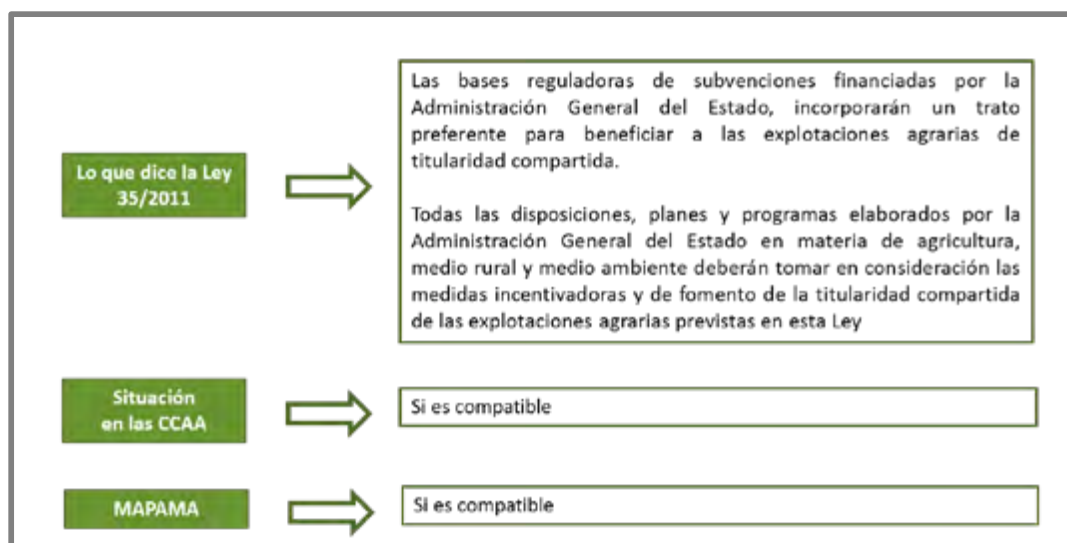 Las bases reguladoras de subvenciones financiadas por la
Administración General del Estado, incorporarán un trato
preferente para beneficiar a las explotaciones agrarias de
titularidad compartida.
Lo que dice la Ley
35/2011
Todas las disposiciones, planes y programas elaborados por la
Administración General del Estado en materia de agricultura,
medio rural y medio ambiente deberán tomar en consideración las
medidas incentivadoras y de fomento de la titularidad compartida
de las explotaciones agrarias previstas en esta Ley
Situación
en las CCAA
Si es compatible
MAPAMA
Si es compatible